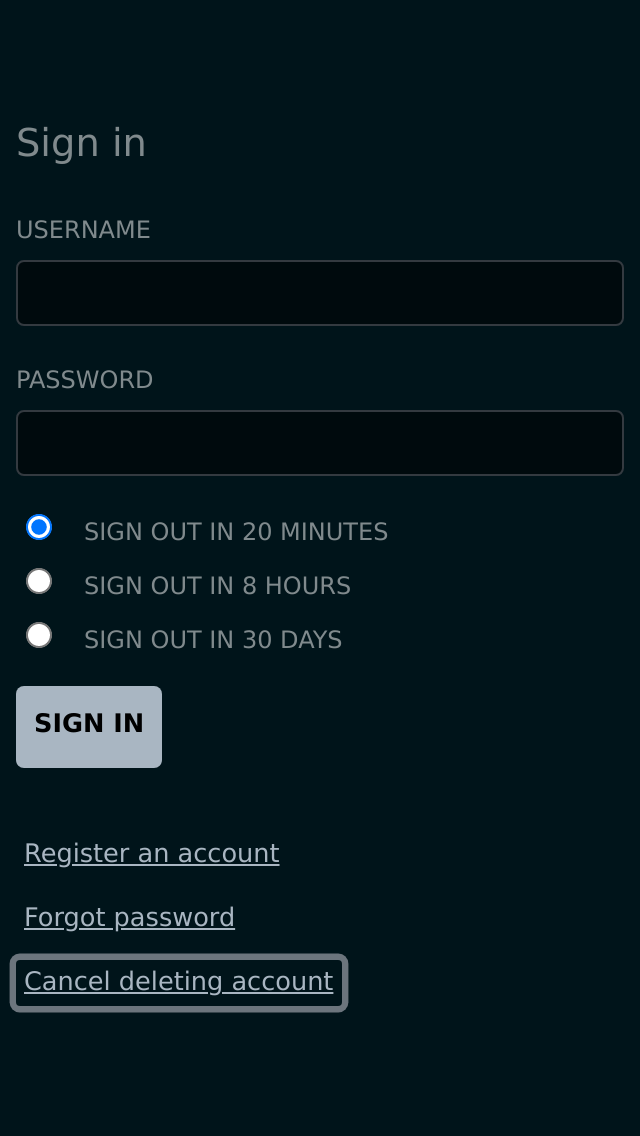 Sign in
USERNAME
PASSWORD
SIGN OUT IN 20 MINUTES
SIGN OUT IN 8 HOURS
SIGN OUT IN 30 DAYS
SIGN IN
Register an account
Forgot password
Cancel deleting account